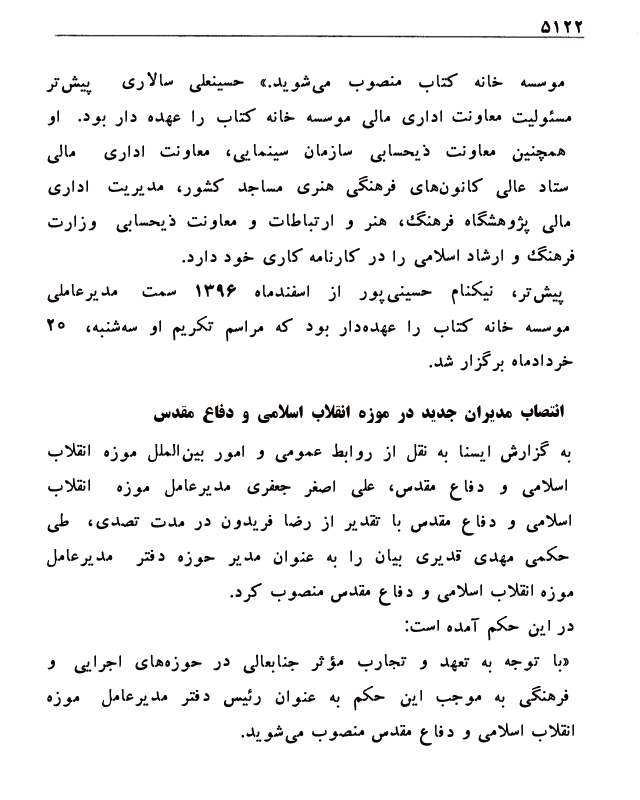 ۵۱۲۲
موسسه خانه کتاب منصوب می‌شوید.» حسینعلی سالاری پیش‌تر
مسئولیت معاونت اداری مالی موسسه خانه کتاب را عهده دار بود. او
همچنین معاونت ذیحسابی سازمان سینمایی، معاونت اداری مالی
ستاد عالی کانون‌های فرهنگی هنری مساجد کشور، مدیریت اداری
مالی پژوهشگاه فرهنگ، هنر و ارتباطات و معاونت ذیحسابی وزارت
فرهنگ و ارشاد اسلامی را در کارنامه کاری خود دارد.
پیش‌تر، نیکنام حسینی‌پور از اسفندماه ۱۳۹۶ سمت مدیرعاملی
موسسه خانه کتاب را عهده‌دار بود که مراسم تکریم او سه‌شنبه، ۲۰
خردادماه برگزار شد.
انتصاب مدیران جدید در موزه انقلاب اسلامی و دفاع مقدس
به گزارش ایسنا به نقل از روابط عمومی و امور بین‌الملل موزه انقلاب
اسلامی و دفاع مقدس، علی اصغر جعفری مدیرعامل موزه انقلاب
اسلامی و دفاع مقدس با تقدیر از رضا فریدون در مدت تصدی، طی
حکمی مهدی قدیری بیان را به عنوان مدیر حوزه دفتر مدیرعامل
موزه انقلاب اسلامی و دفاع مقدس منصوب کرد.
در این حکم آمده است:
«با توجه به تعهد و تجارب مؤثر جنابعالی در حوزه‌های اجرایی و
فرهنگی به موجب این حکم به عنوان رئیس دفتر مدیرعامل موزه
انقلاب اسلامی و دفاع مقدس منصوب می‌شوید.